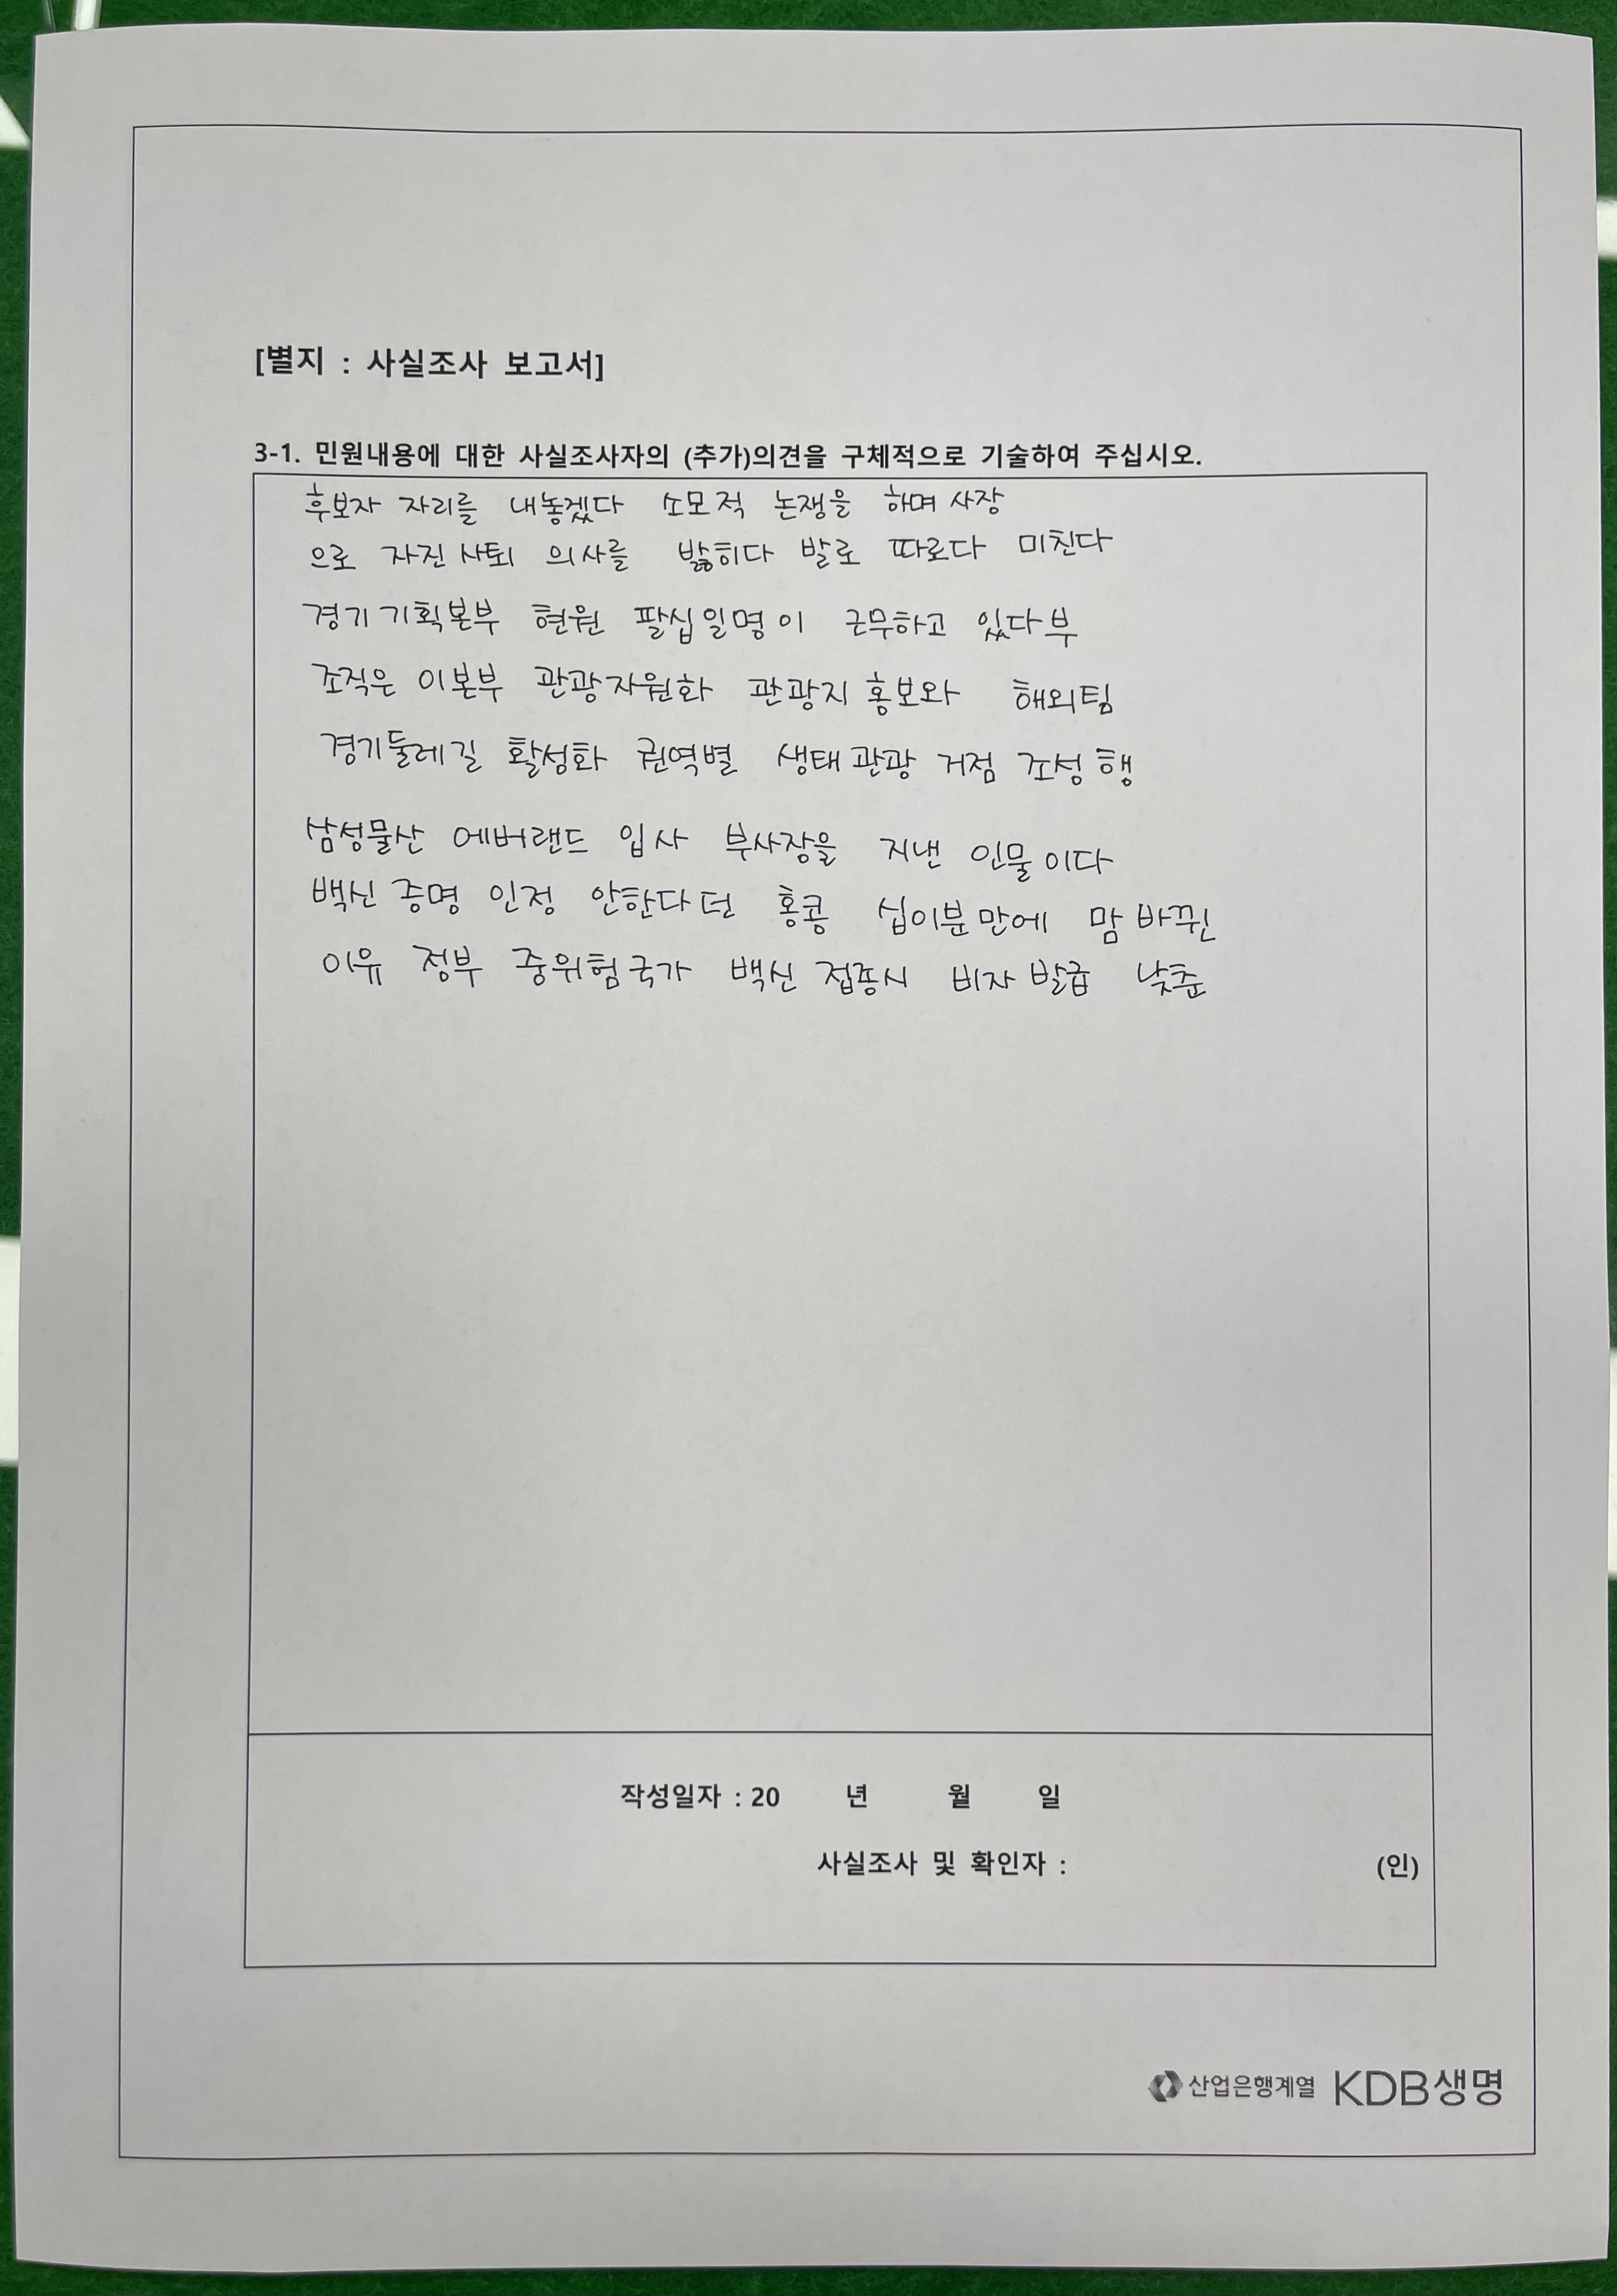 [별지 : 사실조사 보고서]
3-1. 민원내용에 대한 사실조사자의 (추가)의견을 구체적으로 기술하여 주십시오.
후보자 자리를 내놓겠다 소모적 논쟁을 하며 사장
으로 자진 사퇴 의사를 밣히다 발로 따로다 미친다
경기기획본부 현원 팔십일명이 근무하고 있다 부
조직은 이본부 관광자원화 관광지 홍보와 해외팀
경기둘레길 활성화 권역별 생태관광 거점 조성 행
삼성물산 에버랜드 입사 부사장을 지낸 인물이다
백신 증명 인정 안한다던 홍콩 십이분만에 맘 바뀐
이유 정부 중위험국가 백신 접종시 비자 발급 낮춘
작성일자 : 20 년 월 일
사실조사 및 확인자 : (인)
산업은행계열 KDB생명